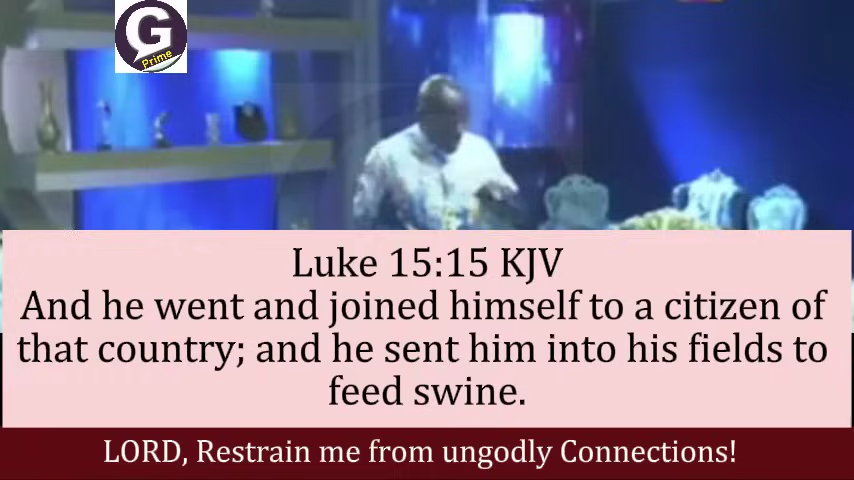 G
Prime
Luke 15:15 KJV
And he went and joined himself to a citizen of
that country; and he sent him into his fields to
feed swine.
LORD, Restrain me from ungodly Connections!